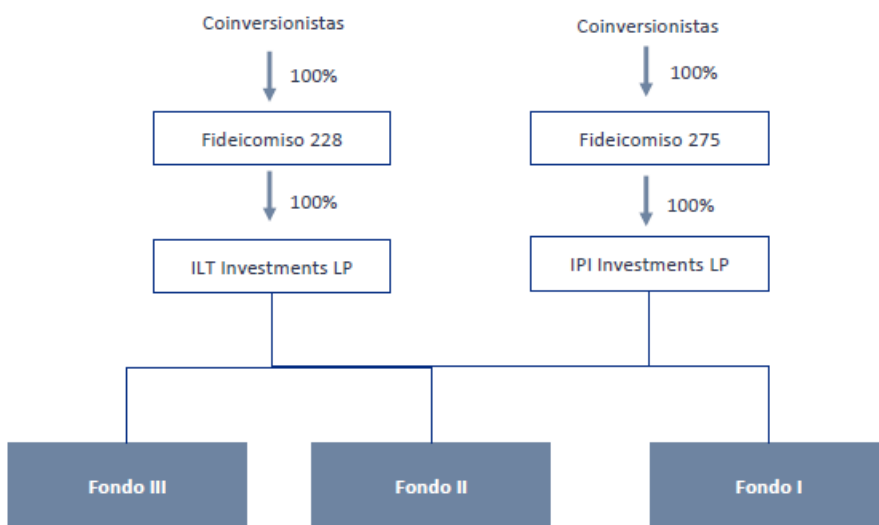 Coinversionistas
Coinversionistas
100%
100%
Fideicomiso 228
Fideicomiso 275
100%
100%
ILT Investments LP
IPI Investments LP
Fondo III
Fondo II
Fondo I